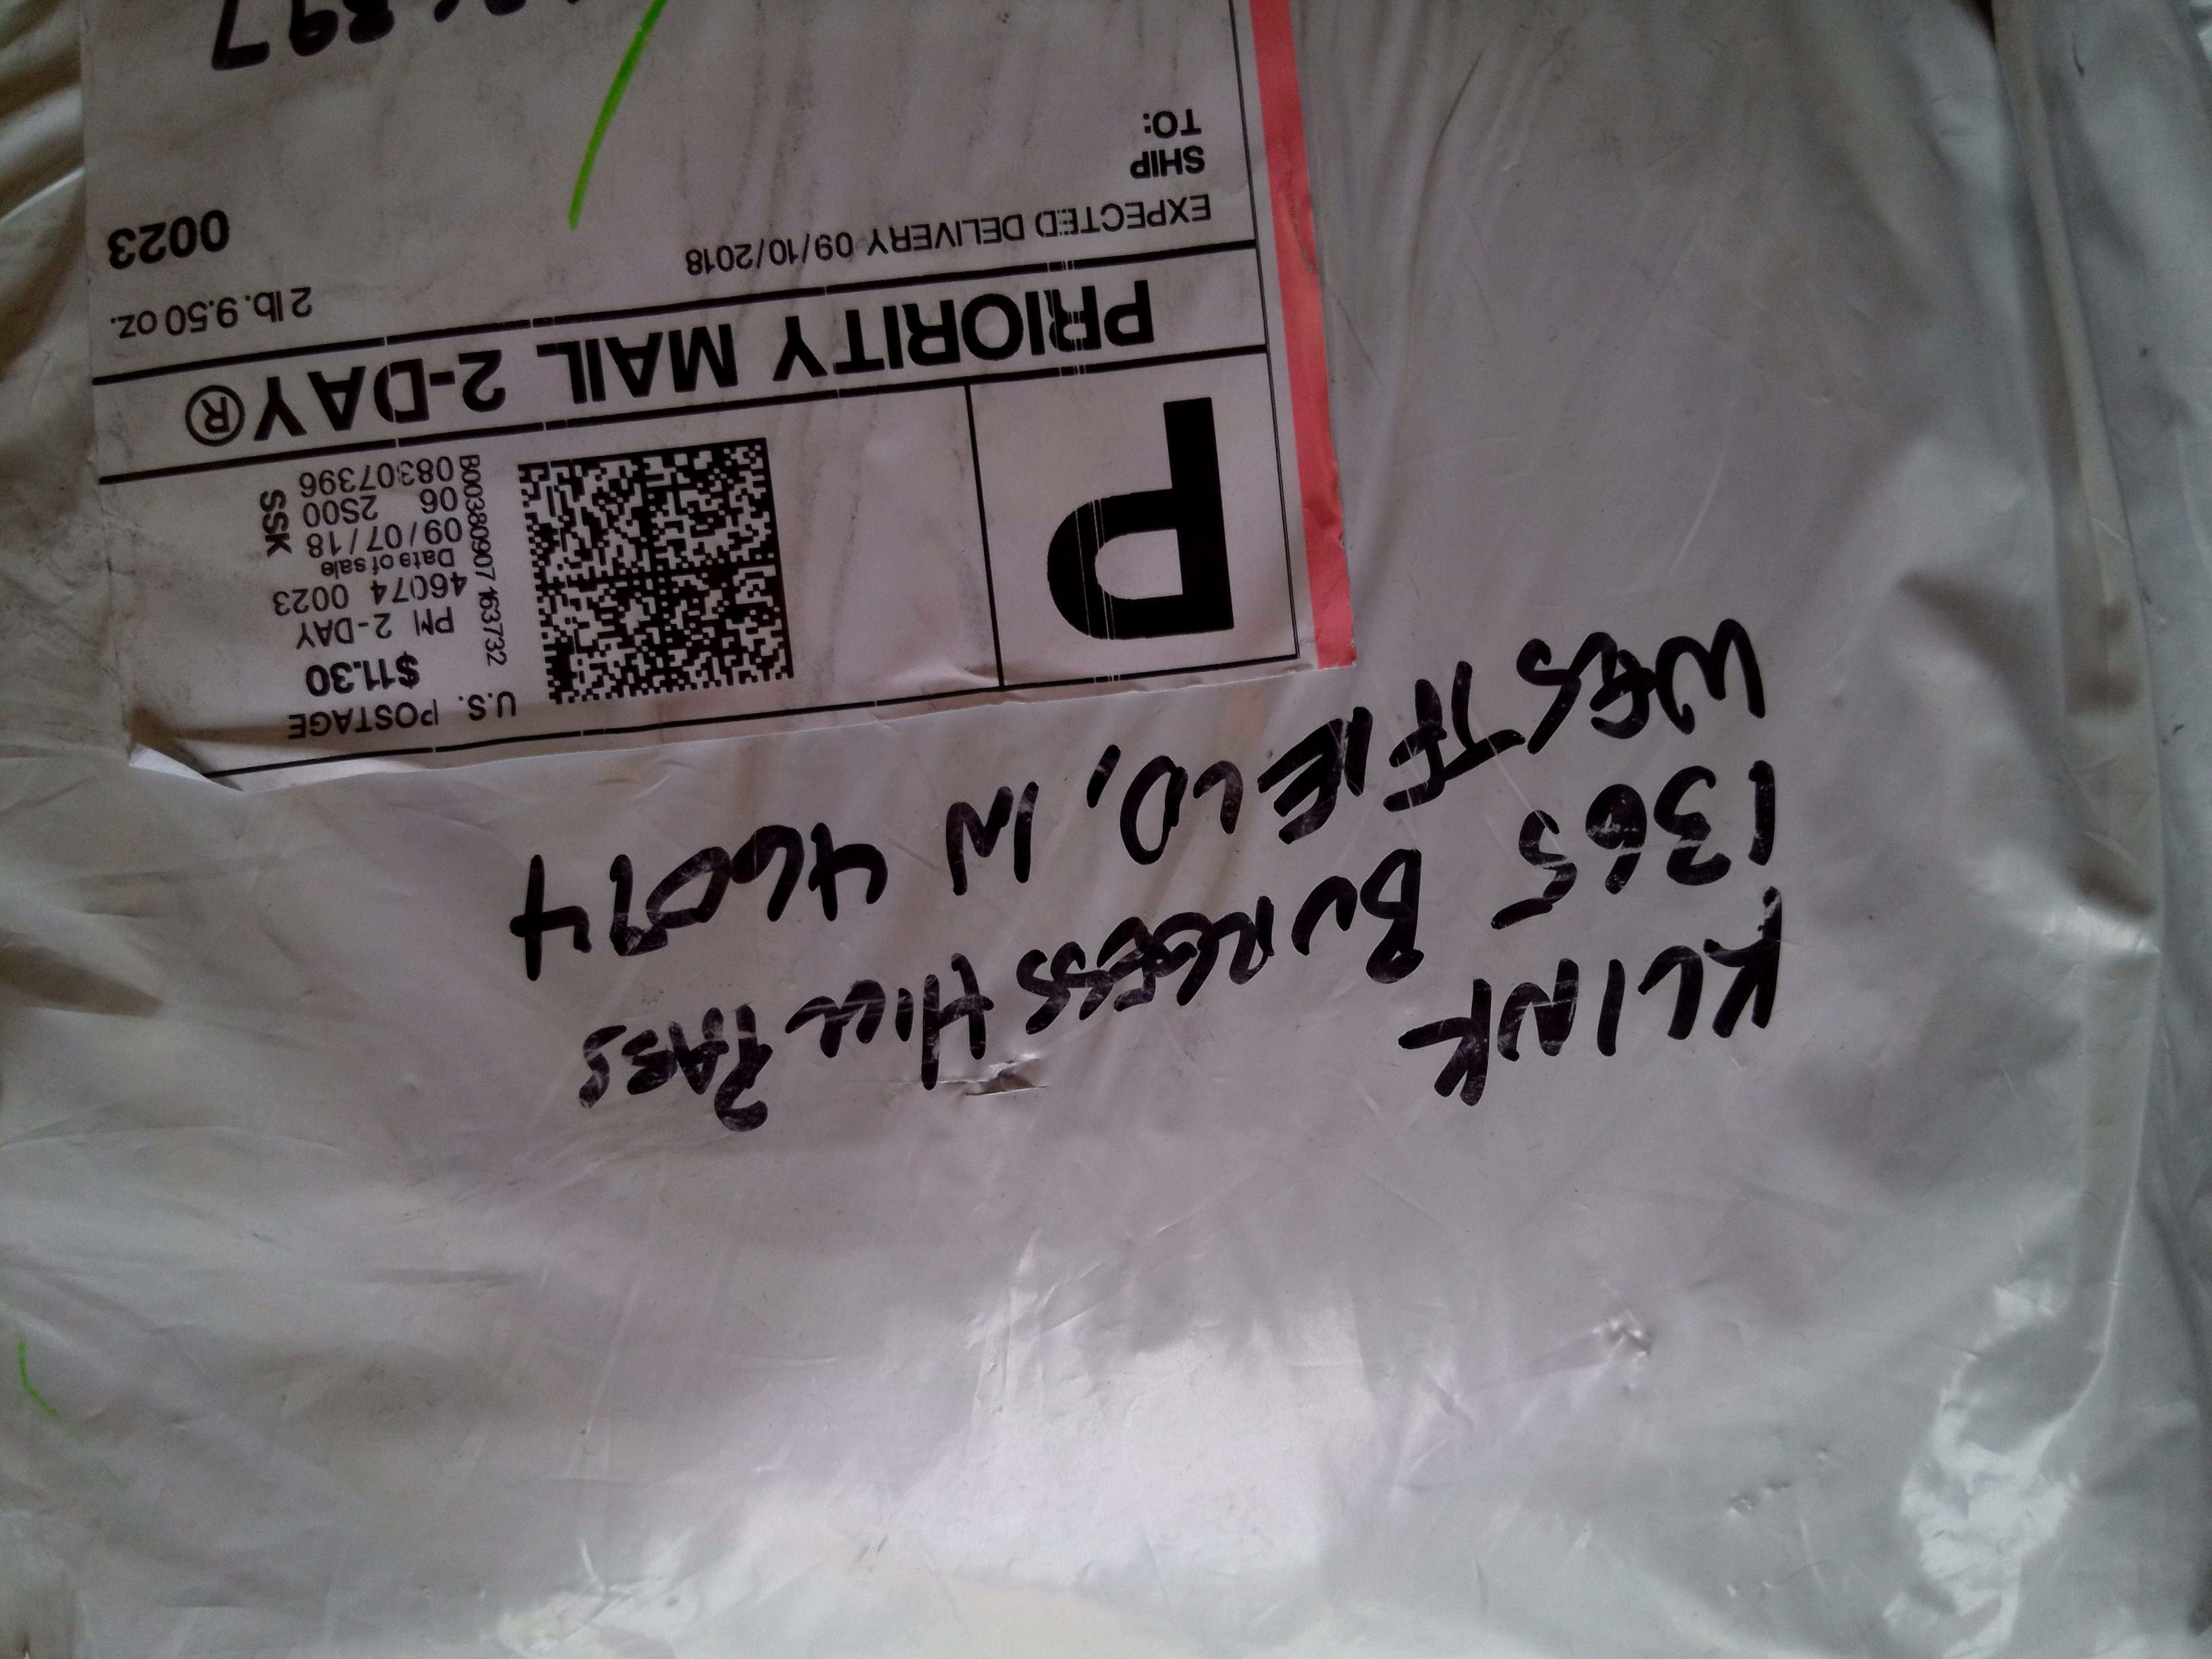 KLINK
1365 BURGESS HILL PASS
WESTFIELD, IN 46074
U.S. POSTAGE
$11.30
PM 2-DAY
46074 0023
Date of sale
09/07/18
06 2S00
08307396
SSK
B00380907163732
P
PRIORITY MAIL 2-DAY®
2 lb. 9.50 oz.
EXPECTED DELIVERY 09/10/2018
0023
SHIP
TO: